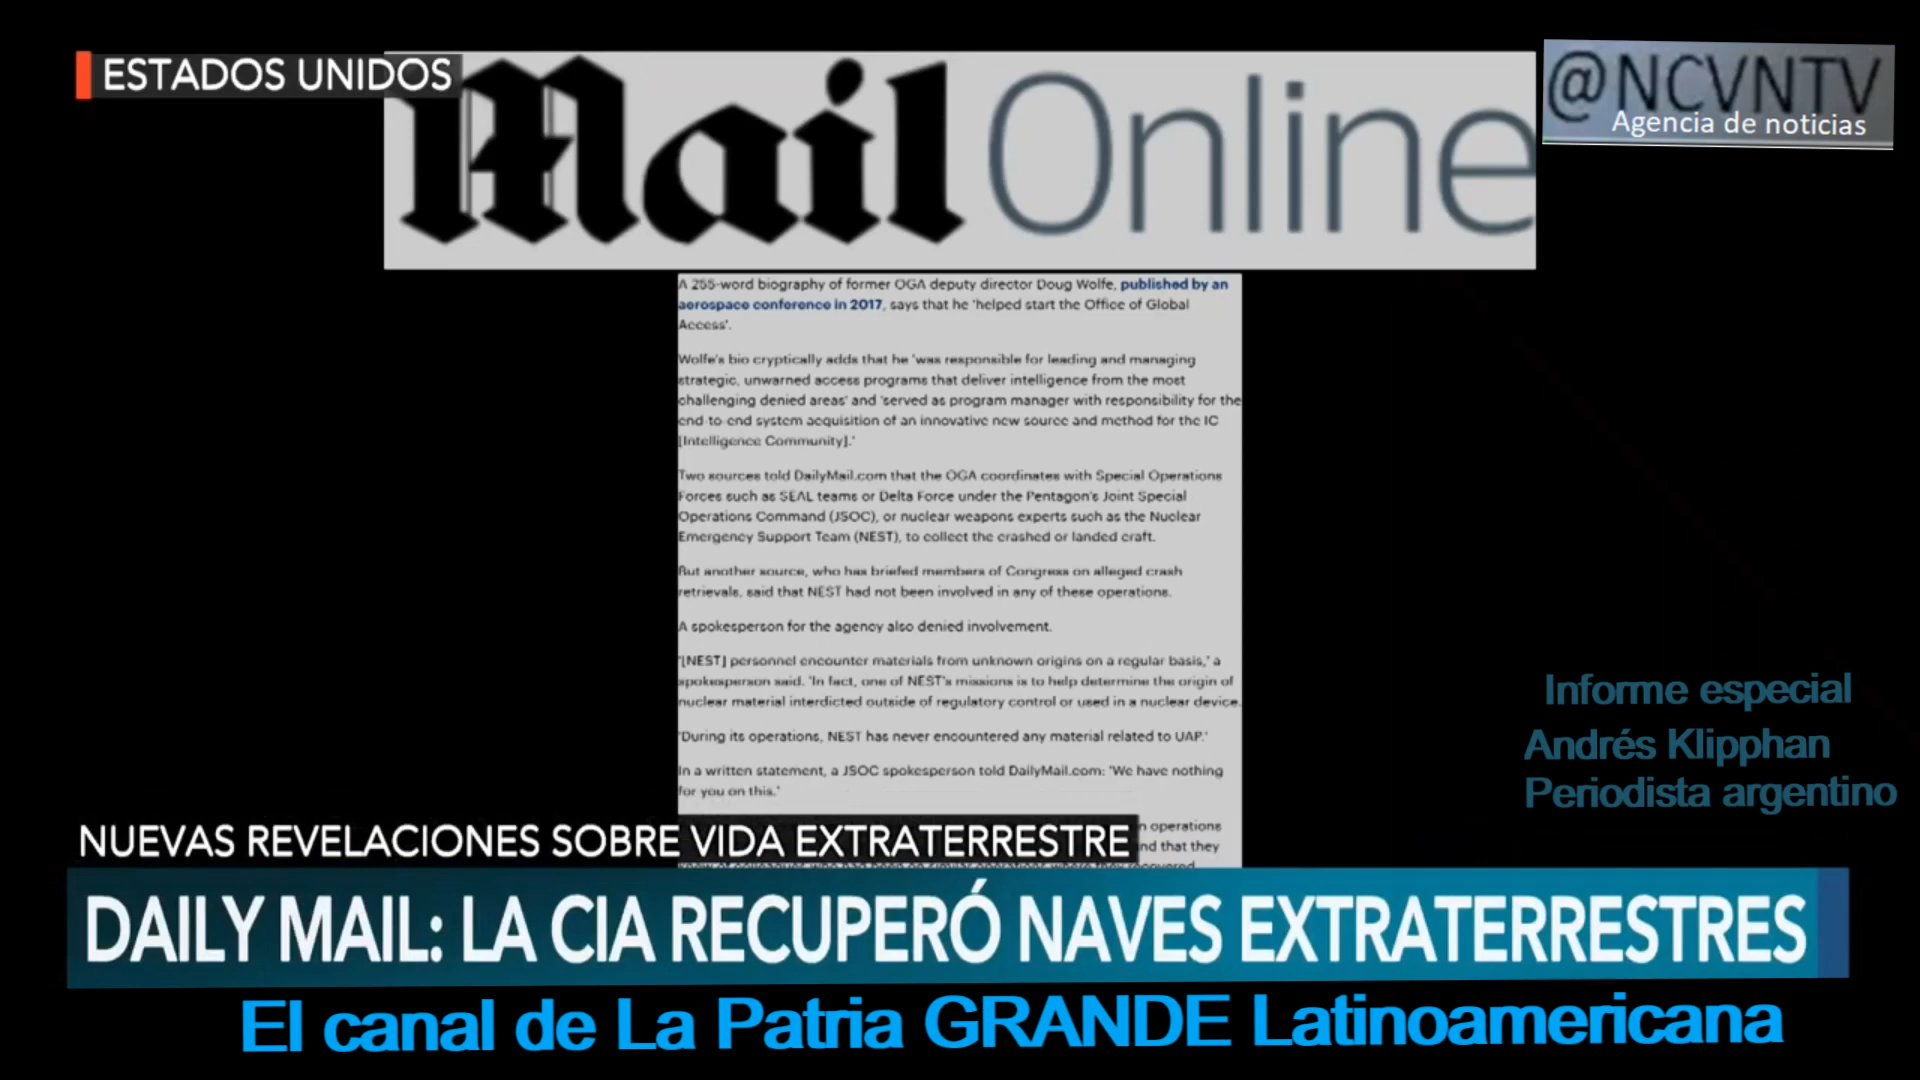 ESTADOS UNIDOS
Mail Online
@NCVNTV
Agencia de noticias
A 255-word biography of former OGA deputy director Doug Wolfe, published by an
aerospace conference in 2017, says that he 'helped start the Office of Global
Access'.
Wolfe's bio cryptically adds that he 'was responsible for leading and managing
strategic, unwarned access programs that deliver intelligence from the most
challenging denied areas' and 'served as program manager with responsibility for the
end-to-end system acquisition of an innovative new source and method for the IC
[Intelligence Community].'
Two sources told DailyMail.com that the OGA coordinates with Special Operations
Forces such as SEAL teams or Delta Force under the Pentagon's Joint Special
Operations Command (JSOC), or nuclear weapons experts such as the Nuclear
Emergency Support Team (NEST), to collect the crashed or landed craft.
But another source, who has briefed members of Congress on alleged crash
retrievals, said that NEST had not been involved in any of these operations.
A spokesperson for the agency also denied involvement.
'[NEST] personnel encounter materials from unknown origins on a regular basis,' a
spokesperson said. 'In fact, one of NEST's missions is to help determine the origin of
nuclear material interdicted outside of regulatory control or used in a nuclear device.
'During its operations, NEST has never encountered any material related to UAP.'
In a written statement, a JSOC spokesperson told DailyMail.com: 'We have nothing
for you on this.'
operations
nd that they
Informe especial
Andrés Klipphan
Periodista argentino
NUEVAS REVELACIONES SOBRE VIDA EXTRATERRESTRE
DAILY MAIL: LA CIA RECUPERÓ NAVES EXTRATERRESTRES
El canal de La Patria GRANDE Latinoamericana